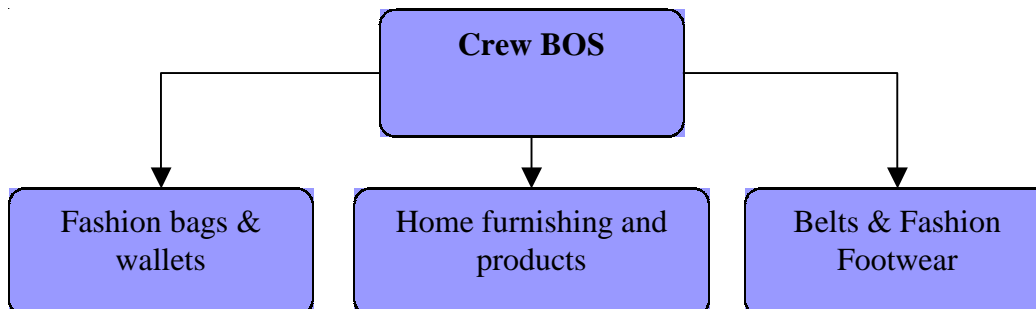 Crew BOS
Fashion bags &
wallets
Home furnishing and
products
Belts & Fashion
Footwear